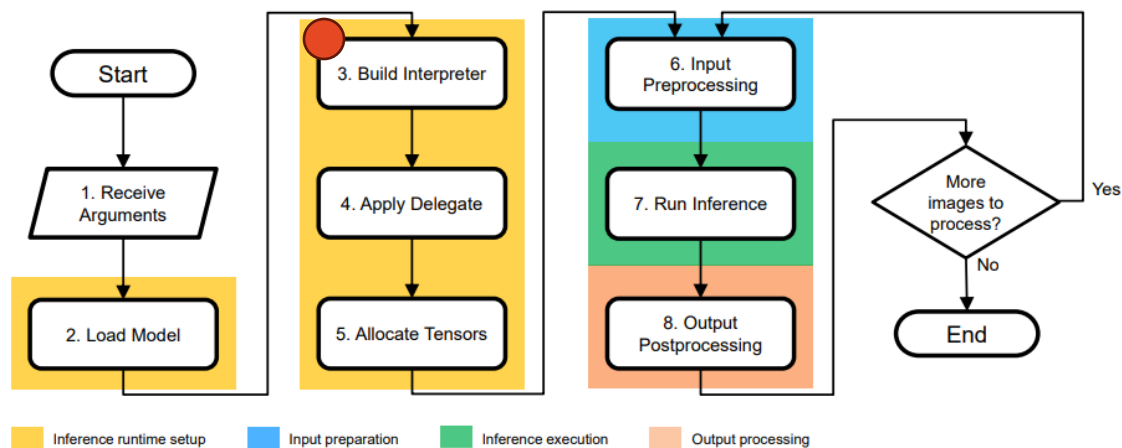 Start
1. Receive
Arguments
2. Load Model
3. Build Interpreter
4. Apply Delegate
5. Allocate Tensors
6. Input
Preprocessing
7. Run Inference
8. Output
Postprocessing
More
images to
process?
Yes
No
End
Inference runtime setup
Input preparation
Inference execution
Output processing